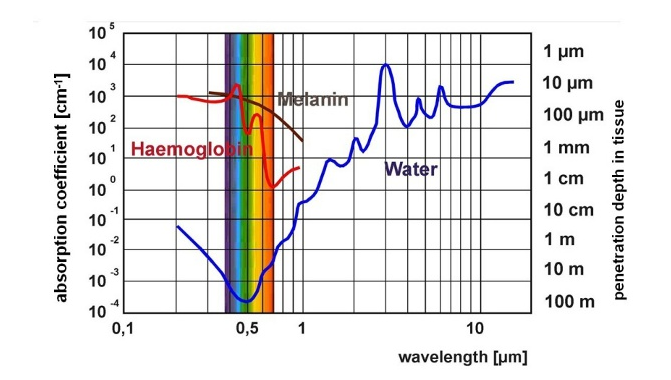 10 5
10 4
10 3
10 2
10 1
10 0
10 -1
10 -2
10 -3
10 -4
absorption coefficient [cm-1]
Melanin
Haemoglobin
Water
1 µm
10 µm
100 µm
1 mm
1 cm
10 cm
1 m
10 m
100 m
penetration depth in tissue
0,1 0,5 1 10
wavelength [µm]